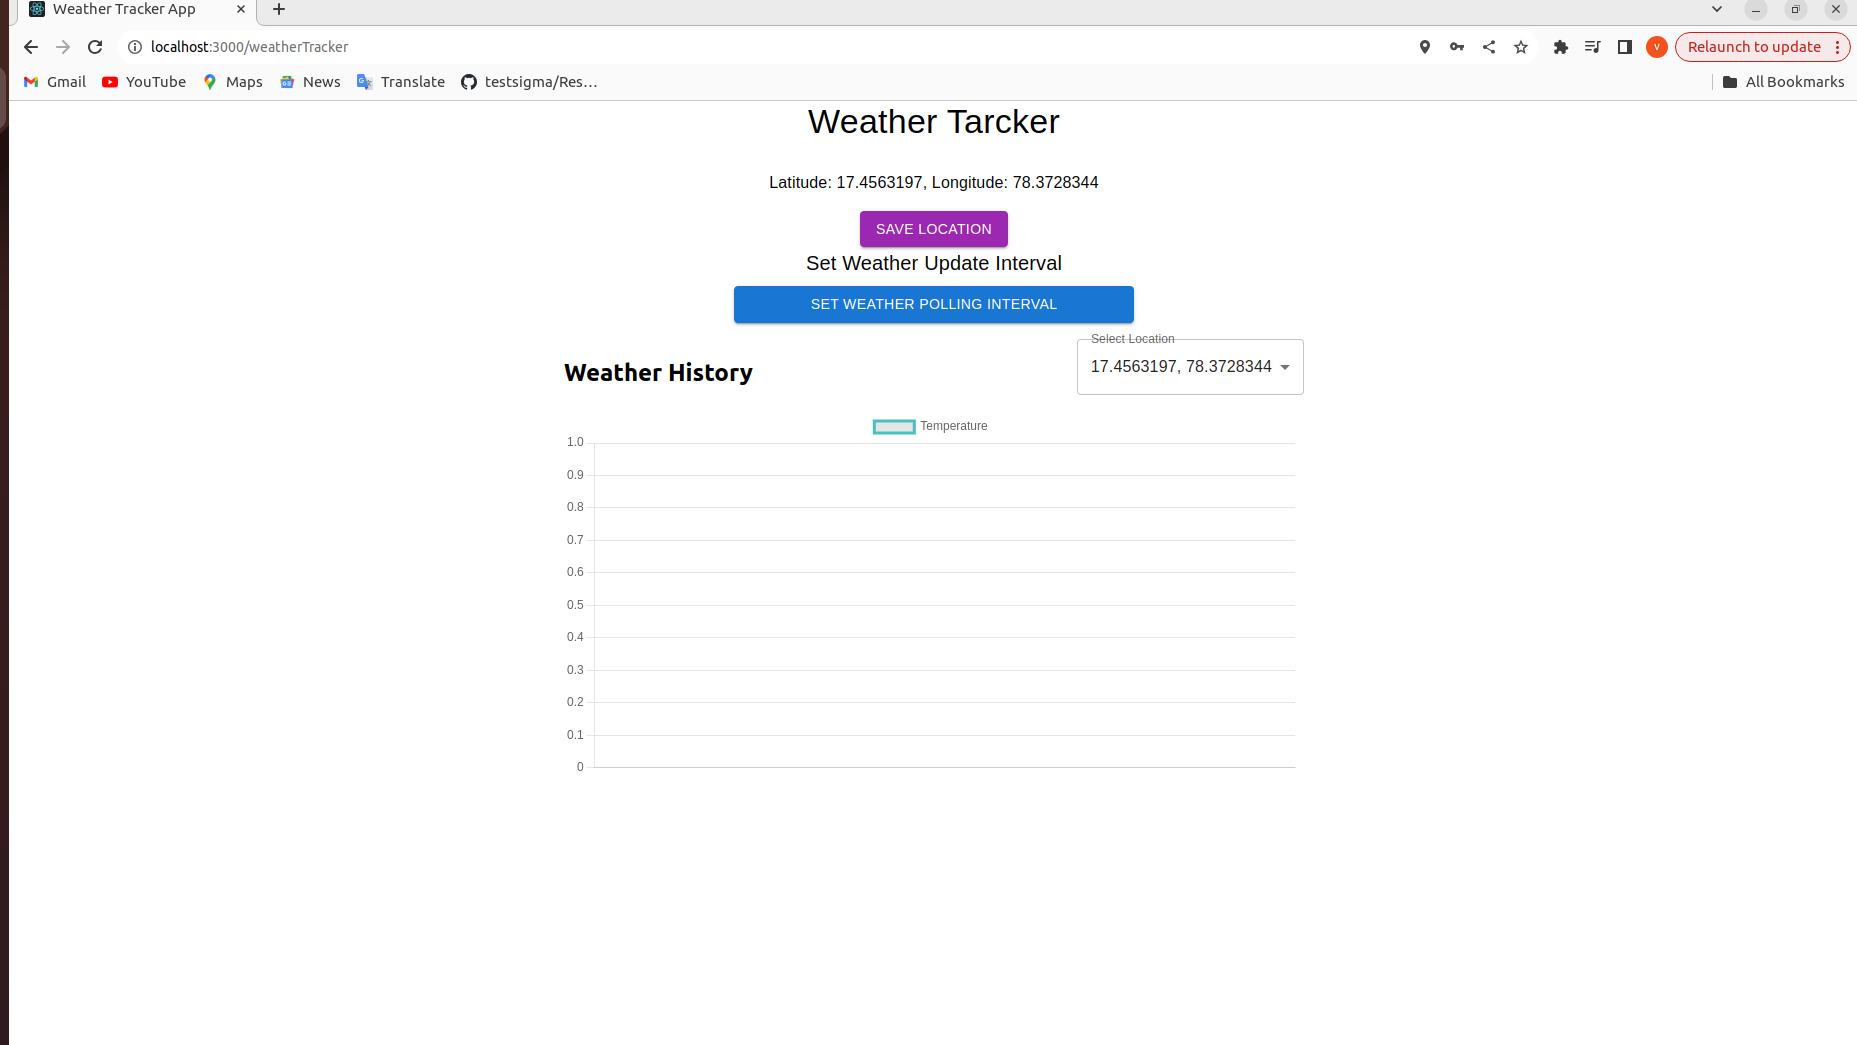 Weather Tracker App
localhost:3000/weatherTracker
V
Relaunch to update
Gmail YouTube Maps News Translate testsigma/Res... All Bookmarks
Weather Tarcker
Latitude: 17.4563197, Longitude: 78.3728344
SAVE LOCATION
Set Weather Update Interval
SET WEATHER POLLING INTERVAL
Select Location
17.4563197, 78.3728344
Weather History
Temperature
1.0
0.9
0.8
0.7
0.6
0.5
0.4
0.3
0.2
0.1
0